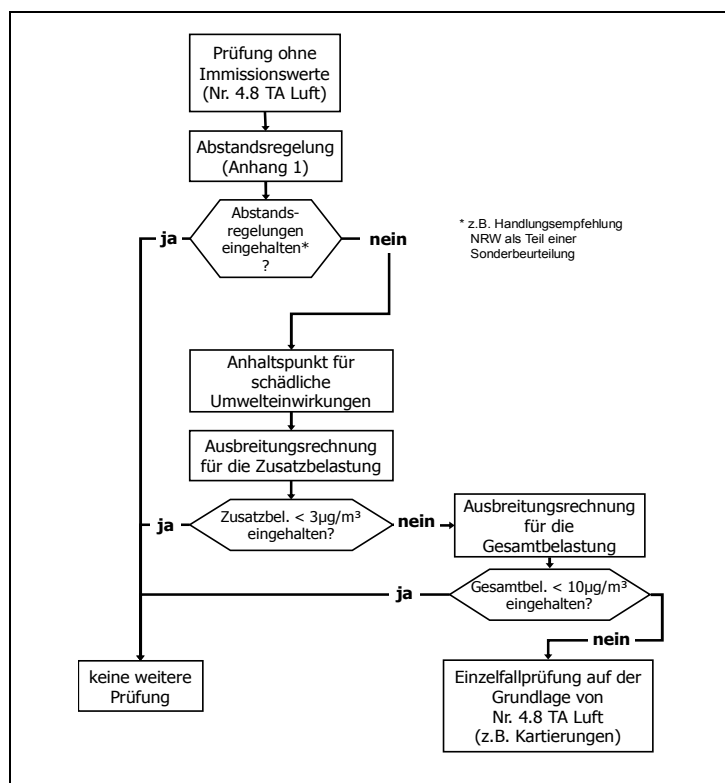 Prüfung ohne
Immissionswerte
(Nr. 4.8 TA Luft)
Abstandsregelung
(Anhang 1)
Abstands-
regelungen
eingehalten*
?
ja
nein
* z.B. Handlungsempfehlung
NRW als Teil einer
Sonderbeurteilung
Anhaltspunkt für
schädliche
Umwelteinwirkungen
Ausbreitungsrechnung
für die Zusatzbelastung
Zusatzbel. < 3µg/m³
eingehalten?
ja
nein
Ausbreitungsrechnung
für die
Gesamtbelastung
Gesamtbel. < 10µg/m³
eingehalten?
ja
nein
keine weitere
Prüfung
Einzelfallprüfung auf der
Grundlage von
Nr. 4.8 TA Luft
(z.B. Kartierungen)